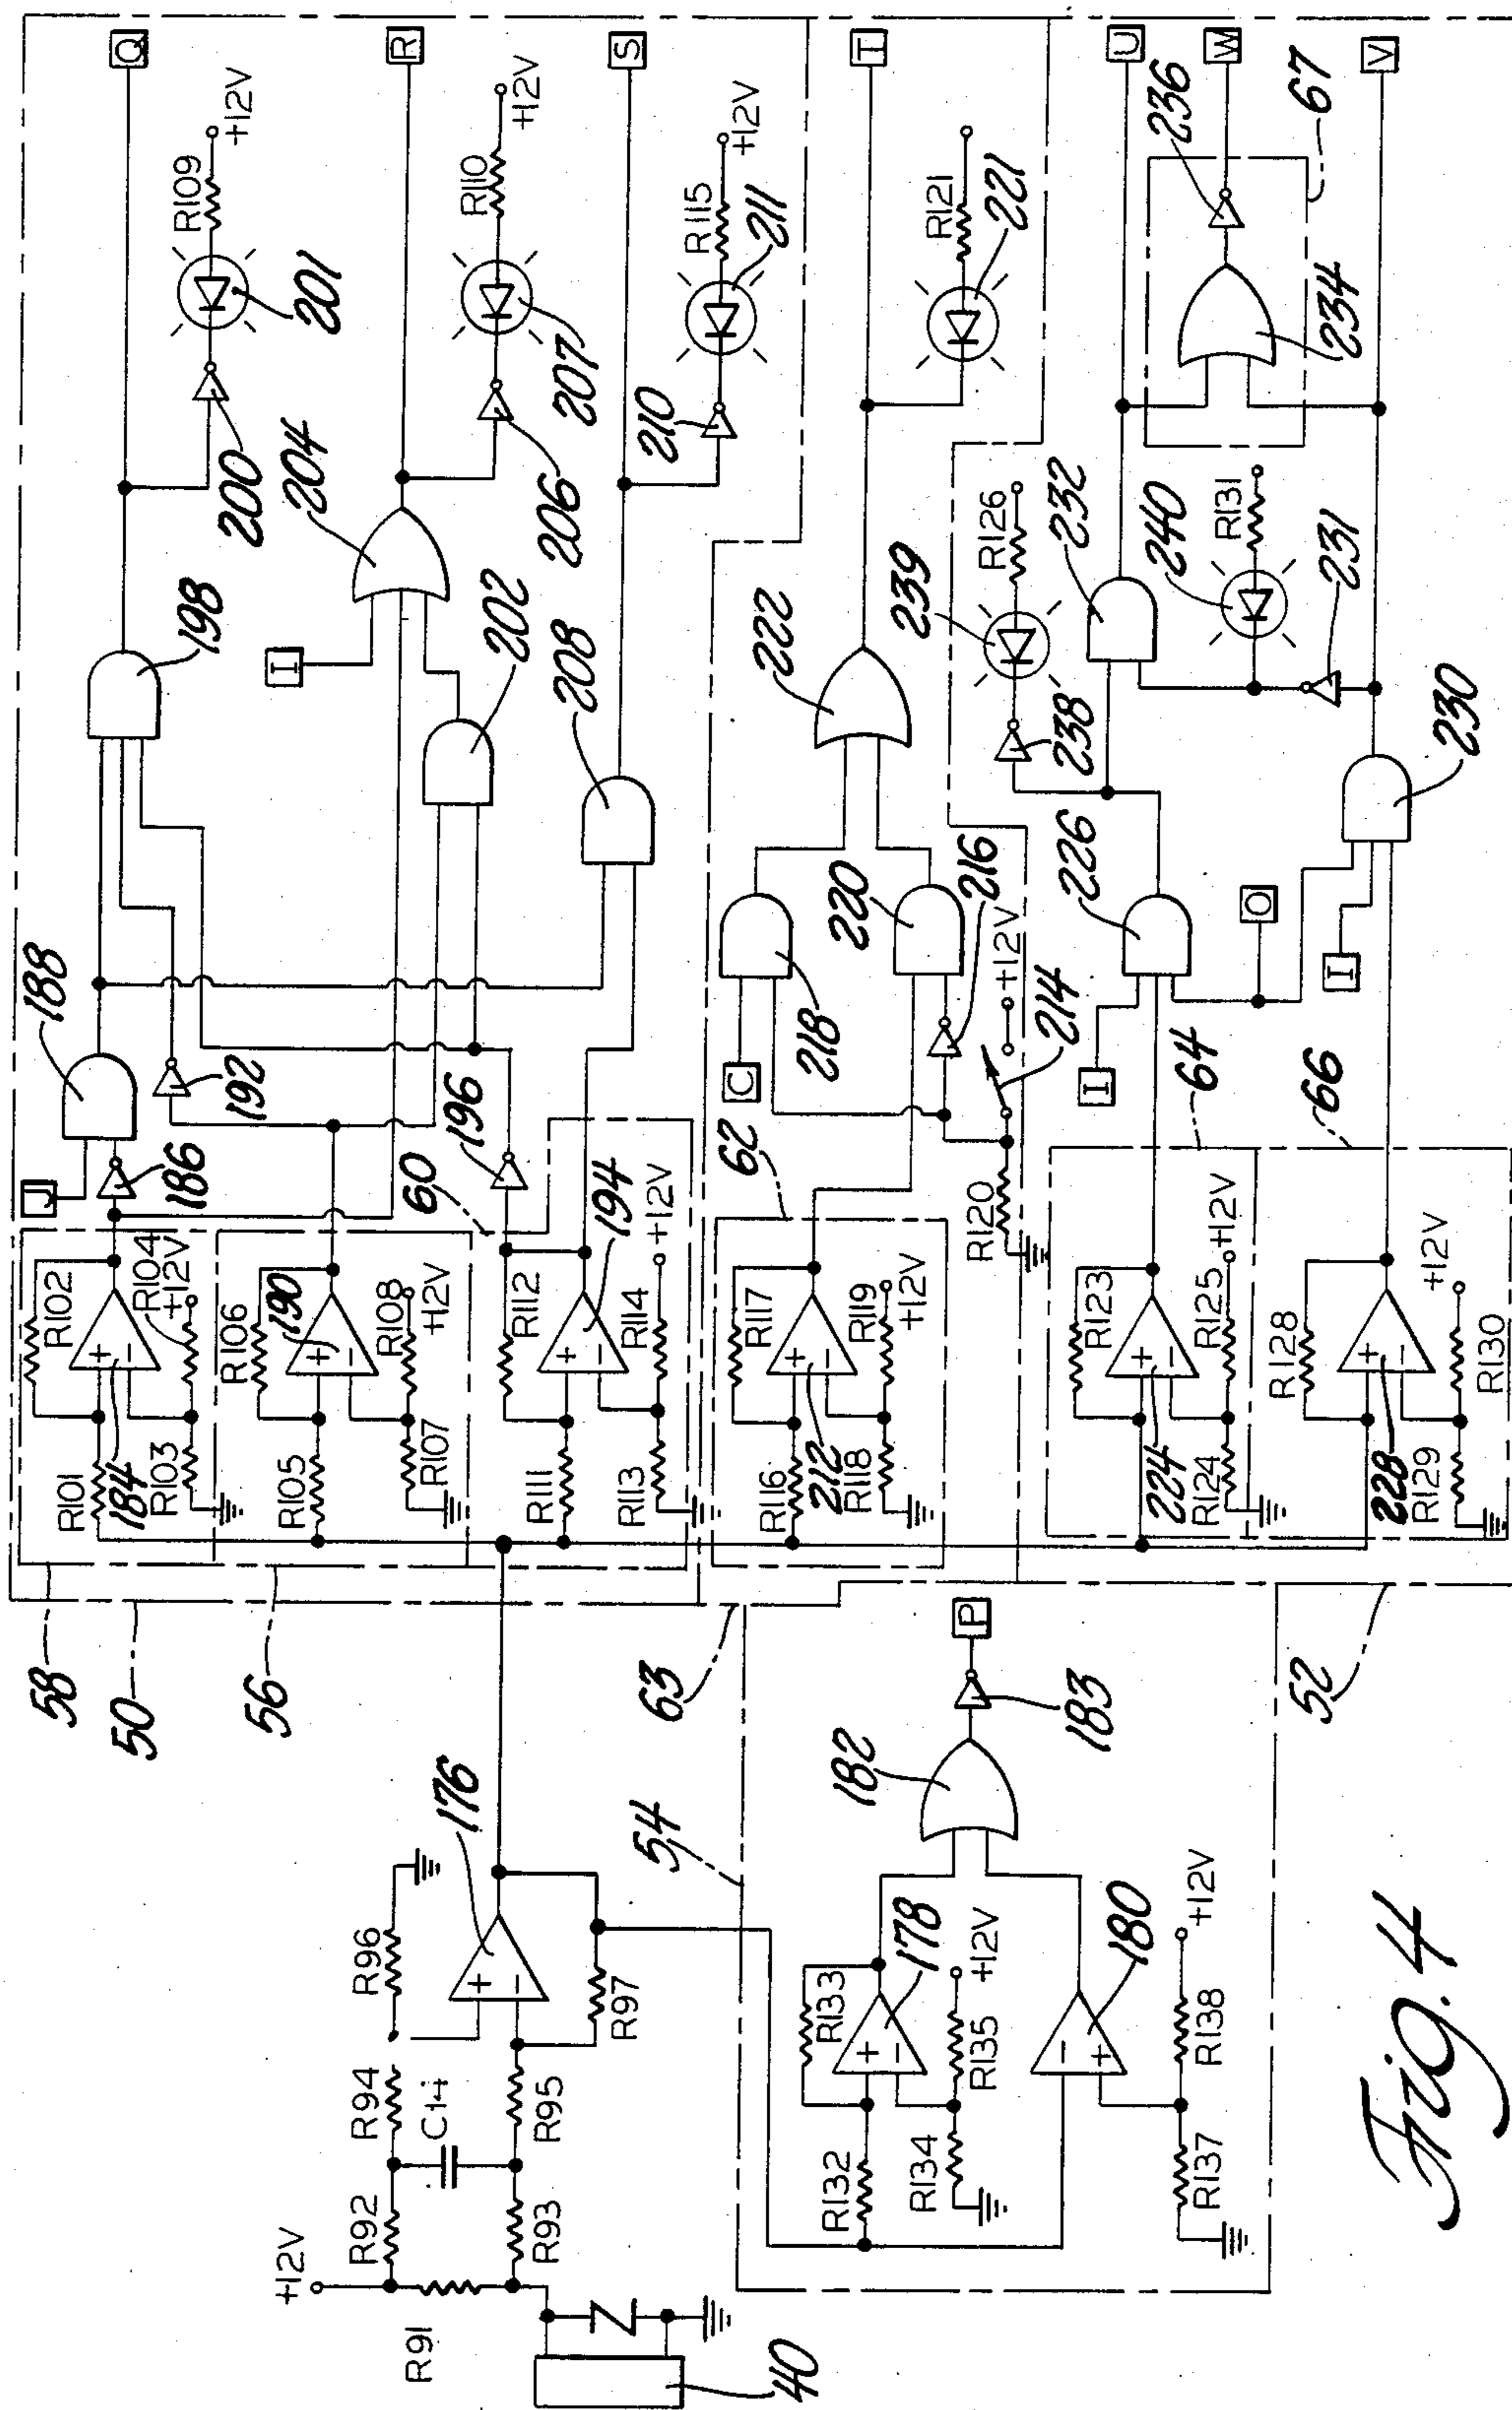 +12V
R91
R92
R93
R94
C14
R95
R96
R97
+
−
176
40
58
50
56
63
54
52
R132
R133
R134
R135
+12V
+
−
178
R137
R138
+12V
−
+
180
182
183
P
R101
R102
R103
R104
+12V
+
−
184
J
186
188
R105
R106
R107
R108
+12V
+
−
190
192
R111
R112
R113
R114
+12V
+
−
194
196
60
198
200
201
R109
+12V
Q
I
202
204
206
207
R110
+12V
R
208
210
211
R115
+12V
S
R116
R117
R118
R119
+12V
+
−
212
62
C
218
220
216
214
+12V
R120
222
221
R121
T
R123
R124
R125
+12V
+
−
224
64
I
226
O
238
239
R126
232
U
R128
R129
R130
+12V
+
−
228
66
I
230
231
240
R131
234
236
67
W
V
Fig. 4